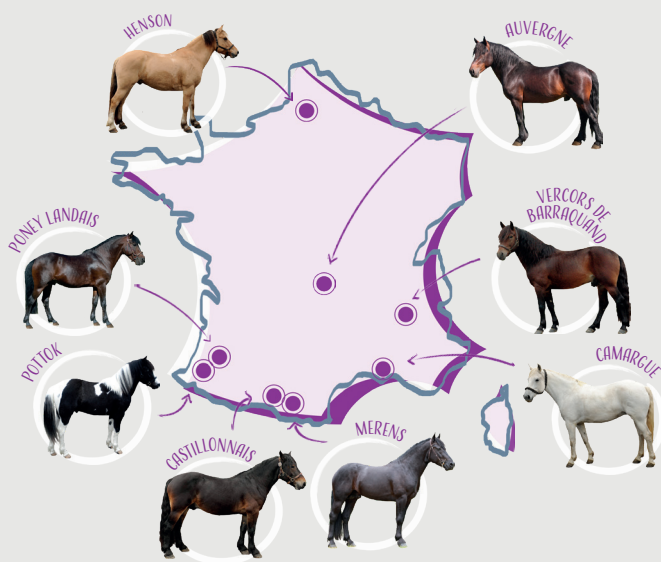 HENSON
AUVERGNE
PONEY LANDAIS
VERCORS DE
BARRAQUAND
POTTOK
CAMARGUE
CASTILLONNAIS
MERENS